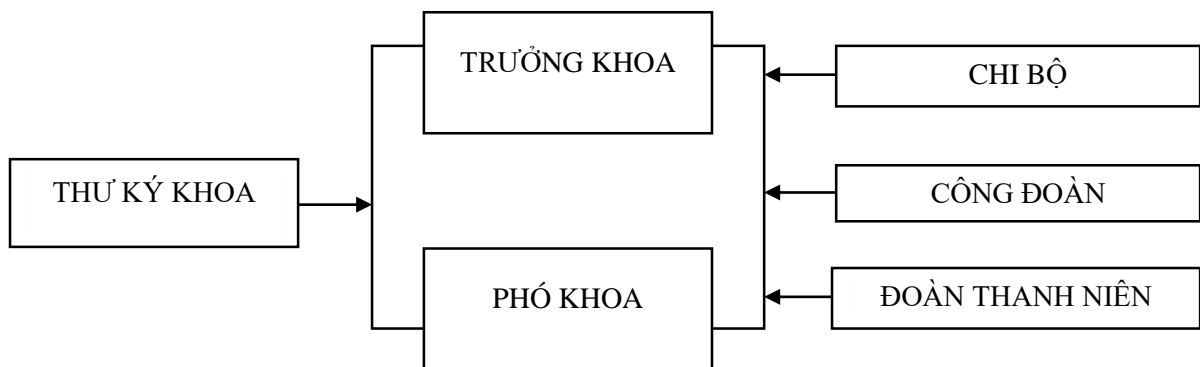 TRƯỞNG KHOA
CHI BỘ
THƯ KÝ KHOA
CÔNG ĐOÀN
PHÓ KHOA
ĐOÀN THANH NIÊN